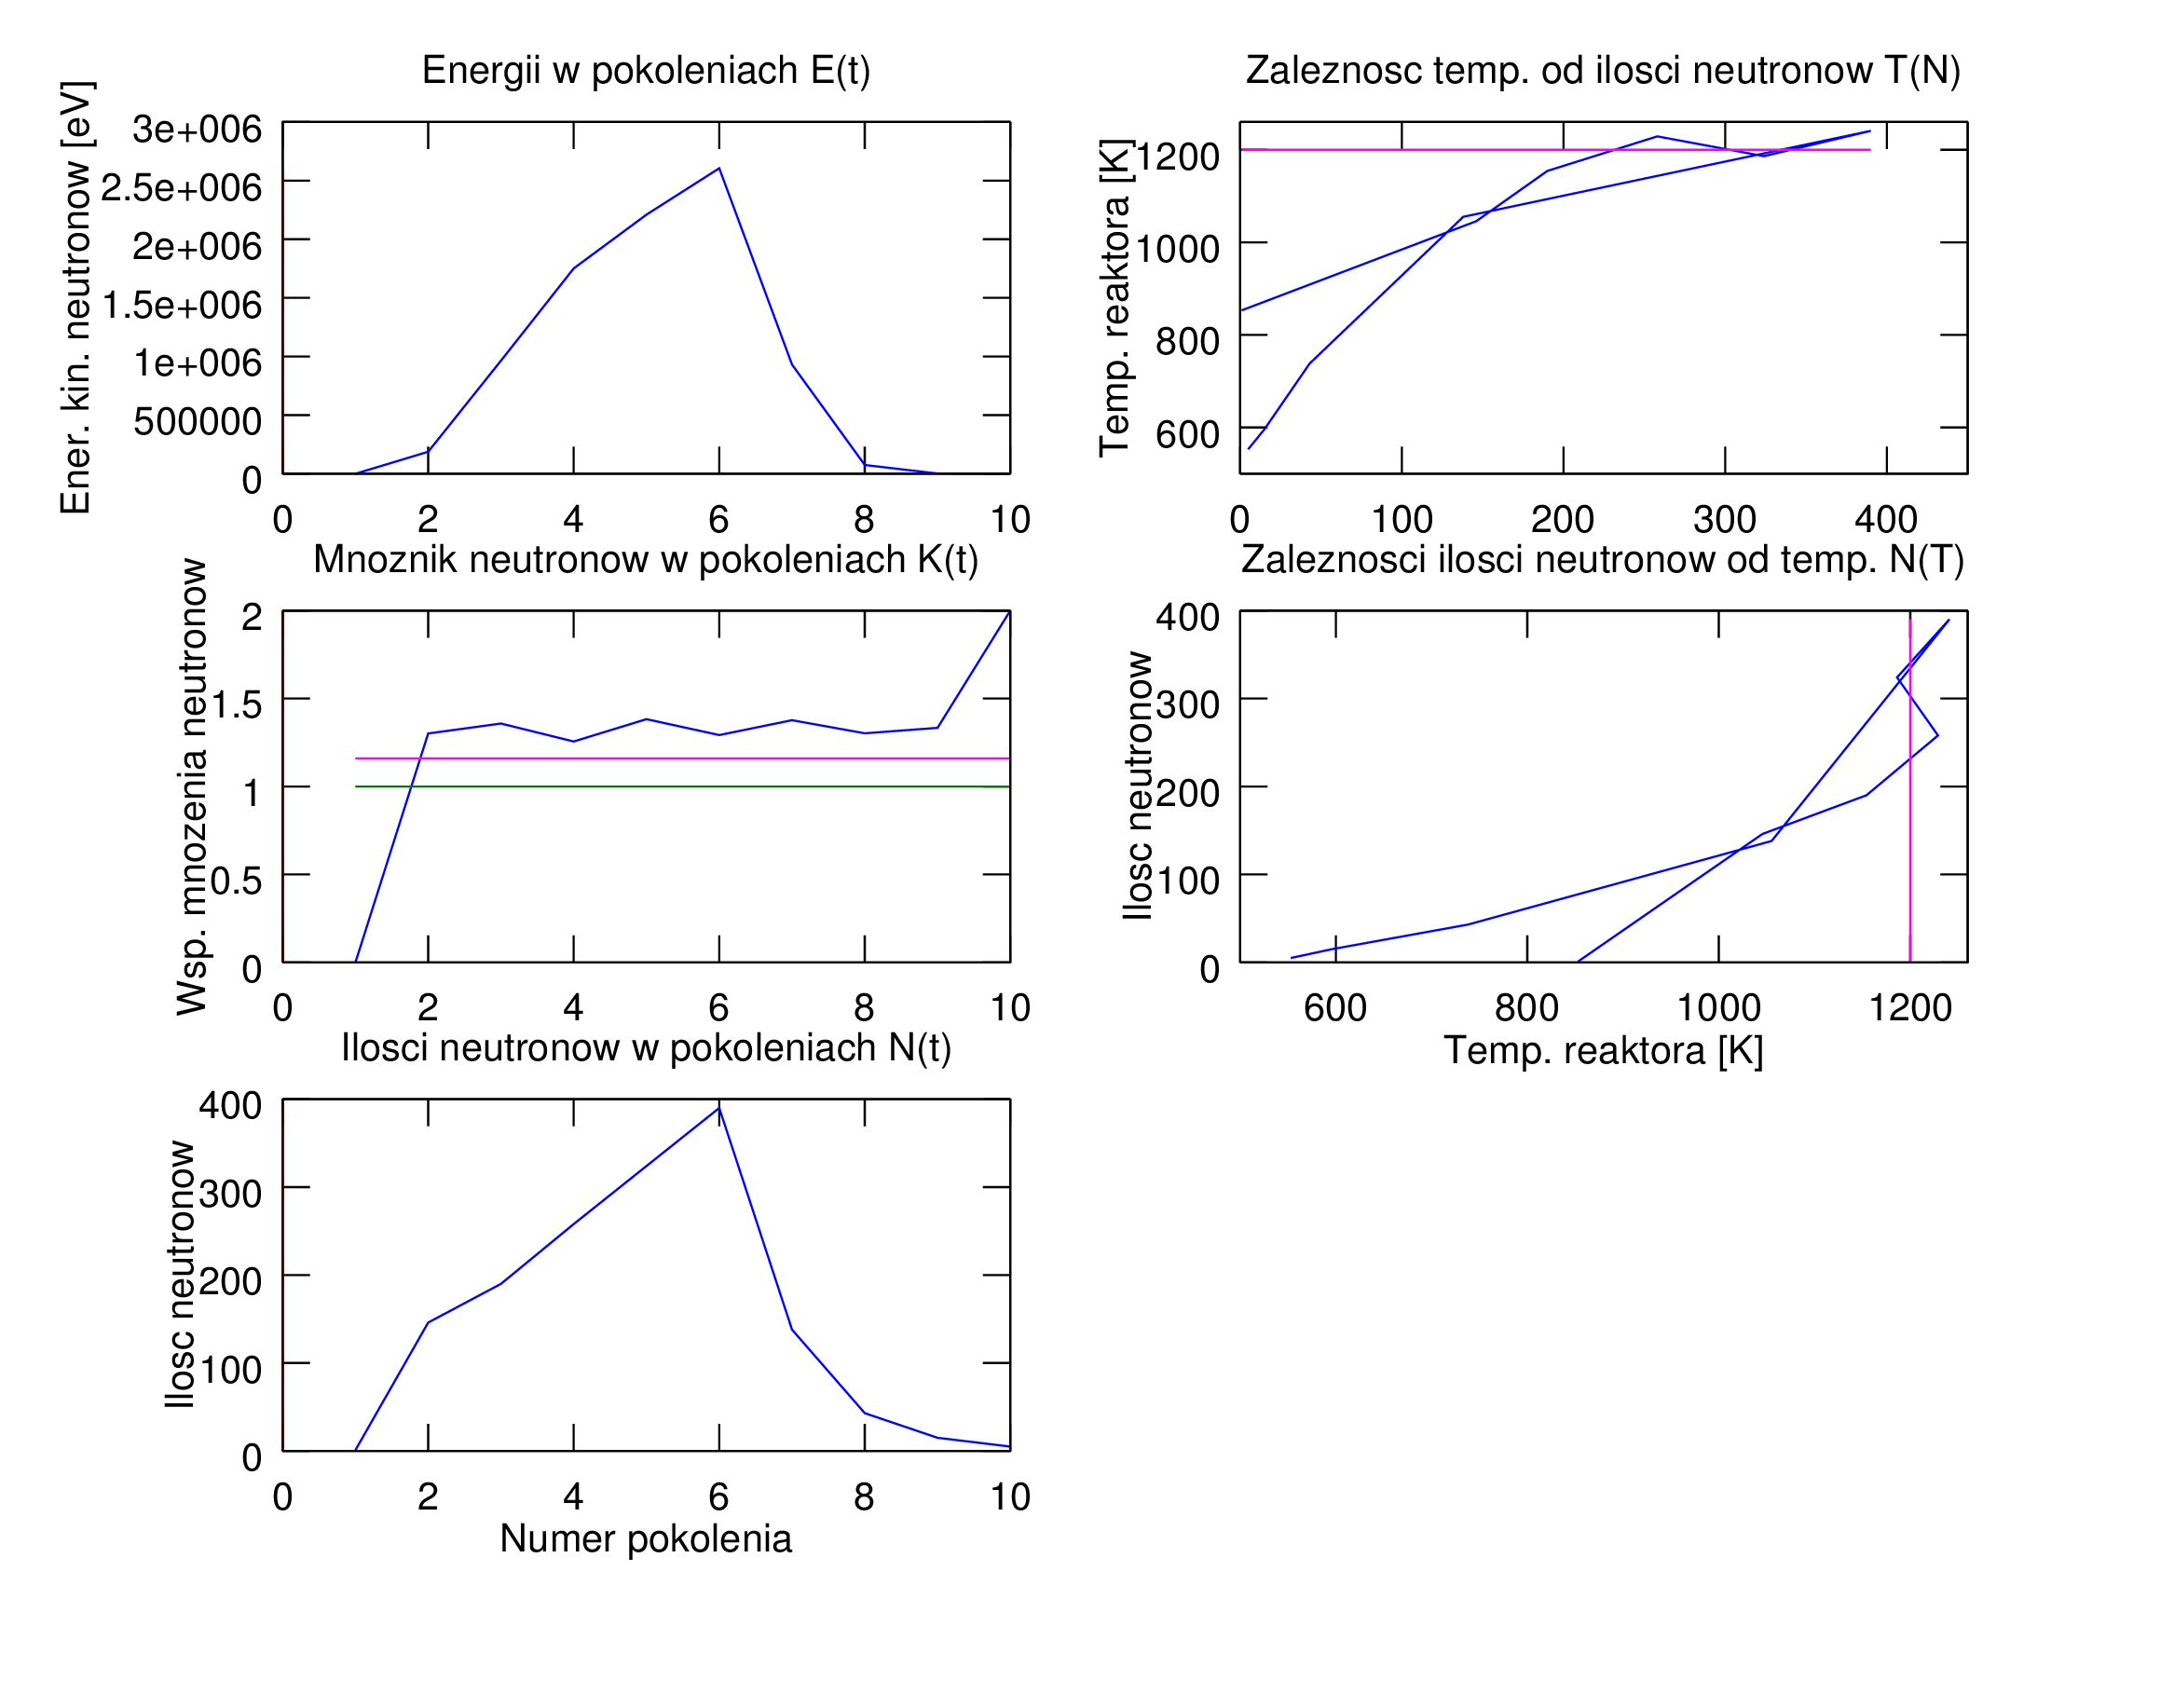 Energii w pokoleniach E(t)
Ener. kin. neutronow [eV]
3e+006
2.5e+006
2e+006
1.5e+006
1e+006
500000
0
0 2 4 6 8 10
Zaleznosc temp. od ilosci neutronow T(N)
Temp. reaktora [K]
1200
1000
800
600
0 100 200 300 400
Mnoznik neutronow w pokoleniach K(t)
Wsp. mnozenia neutronow
2
1.5
1
0.5
0
0 2 4 6 8 10
Zaleznosci ilosci neutronow od temp. N(T)
Ilosc neutronow
400
300
200
100
0
600 800 1000 1200
Temp. reaktora [K]
Ilosci neutronow w pokoleniach N(t)
Ilosc neutronow
400
300
200
100
0
0 2 4 6 8 10
Numer pokolenia